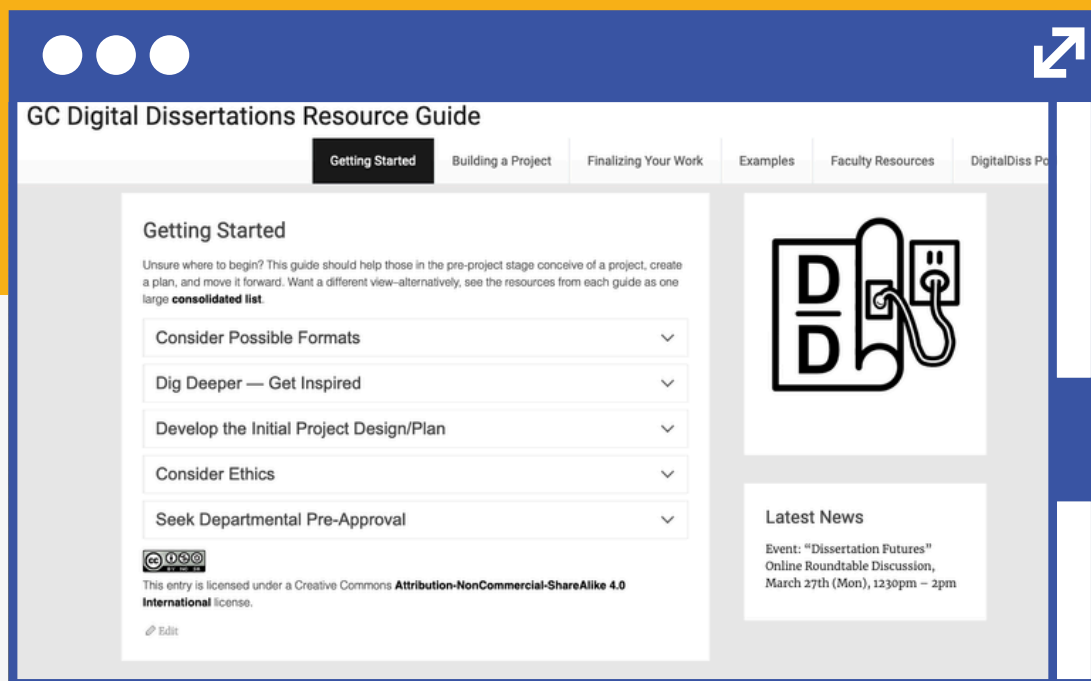 GC Digital Dissertations Resource Guide
Getting Started
Building a Project
Finalizing Your Work
Examples
Faculty Resources
DigitalDiss
Getting Started
Unsure where to begin? This guide should help those in the pre-project stage conceive of a project, create
a plan, and move it forward. Want a different view–alternatively, see the resources from each guide as one
large consolidated list.
Consider Possible Formats
Dig Deeper — Get Inspired
Develop the Initial Project Design/Plan
Consider Ethics
Seek Departmental Pre-Approval
cc
BY NC SA
This entry is licensed under a Creative Commons Attribution-NonCommercial-ShareAlike 4.0
International license.
Edit
D
D
Latest News
Event: “Dissertation Futures”
Online Roundtable Discussion,
March 27th (Mon), 1230pm – 2pm